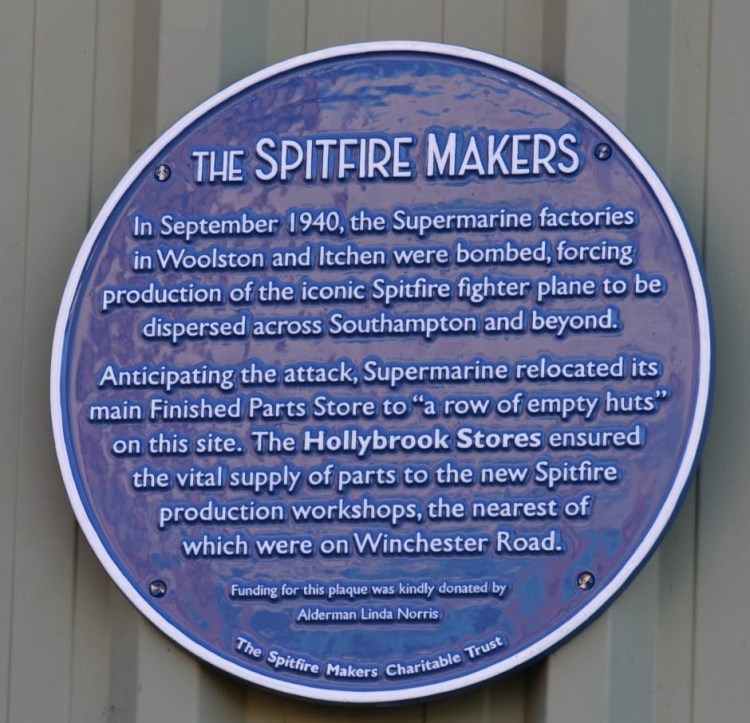 THE SPITFIRE MAKERS
In September 1940, the Supermarine factories
in Woolston and Itchen were bombed, forcing
production of the iconic Spitfire fighter plane to be
dispersed across Southampton and beyond.
Anticipating the attack, Supermarine relocated its
main Finished Parts Store to “a row of empty huts”
on this site. The Hollybrook Stores ensured
the vital supply of parts to the new Spitfire
production workshops, the nearest of
which were on Winchester Road.
Funding for this plaque was kindly donated by
Alderman Linda Norris
The Spitfire Makers Charitable Trust